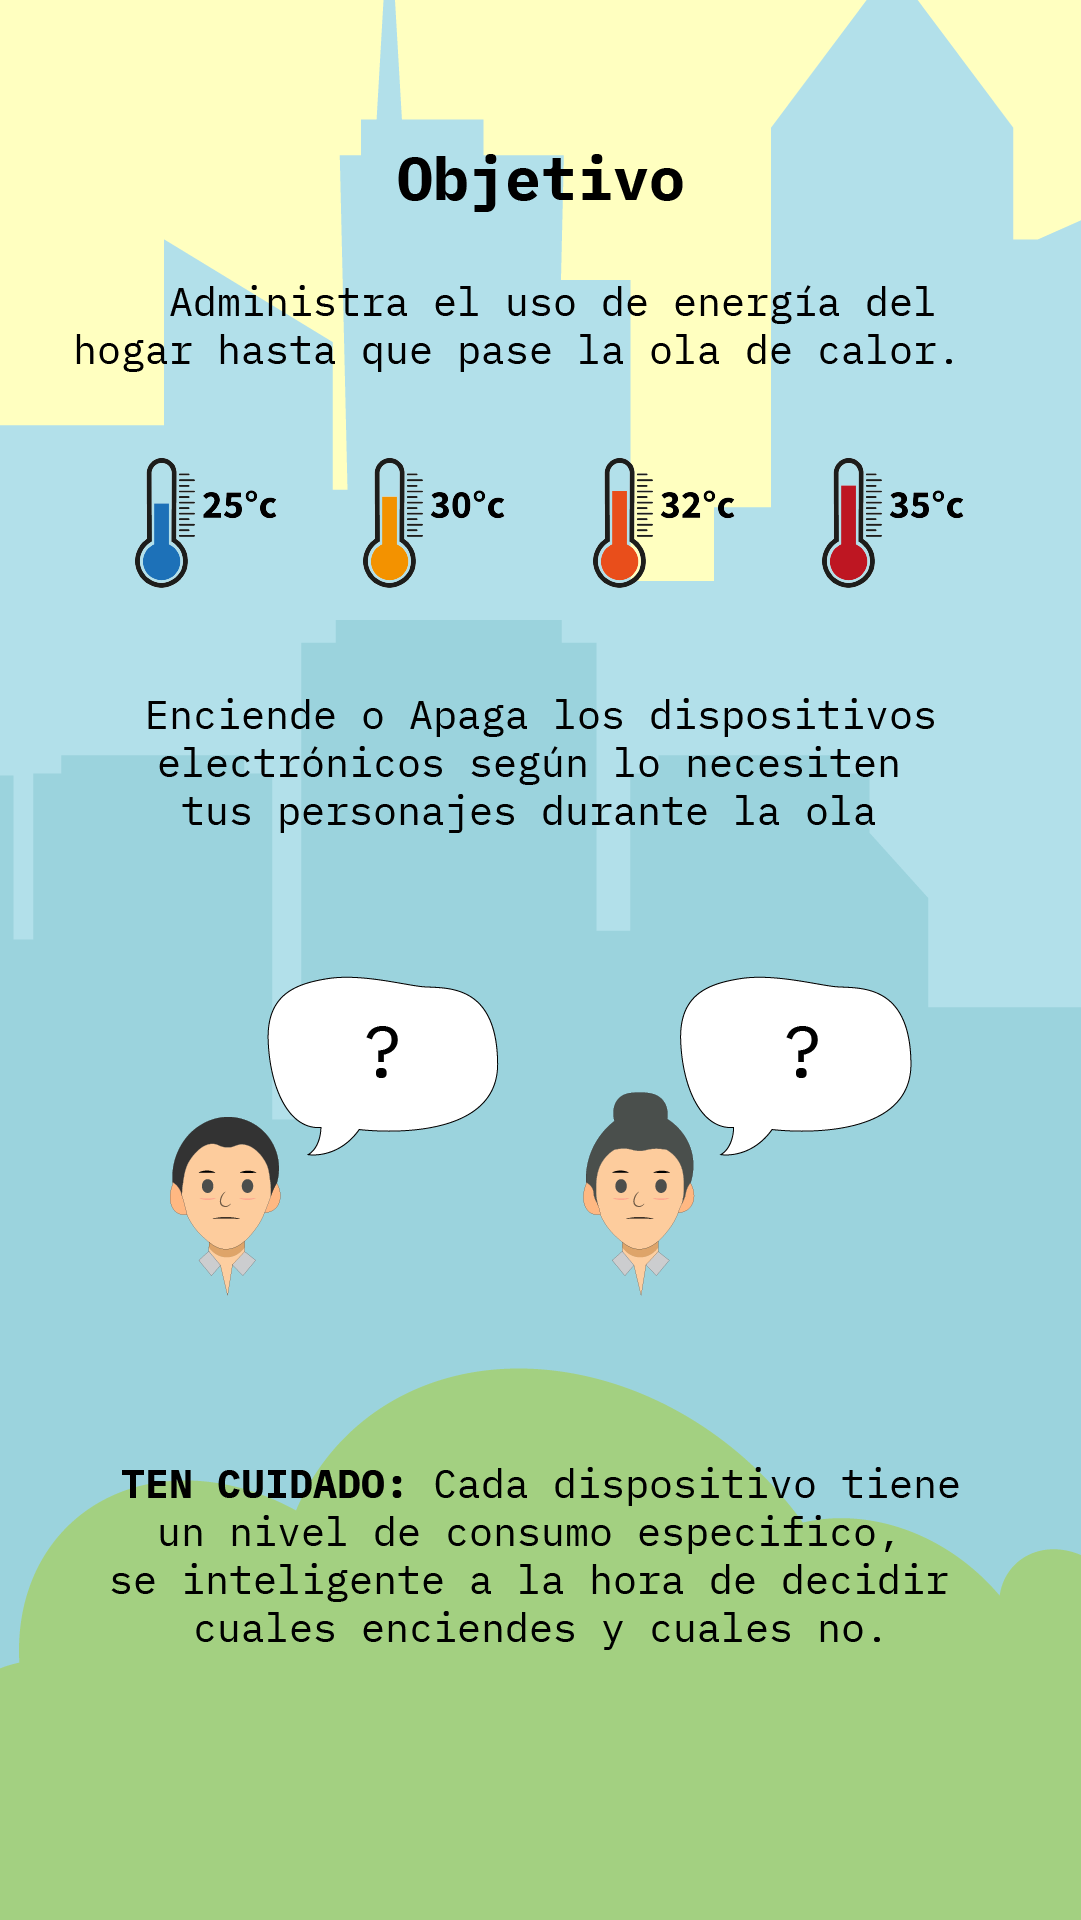 Objetivo
Administra el uso de energía del
hogar hasta que pase la ola de calor.
25°c 30°c 32°c 35°c
Enciende o Apaga los dispositivos
electrónicos según lo necesiten
tus personajes durante la ola
? ?
TEN CUIDADO: Cada dispositivo tiene
un nivel de consumo especifico,
se inteligente a la hora de decidir
cuales enciendes y cuales no.